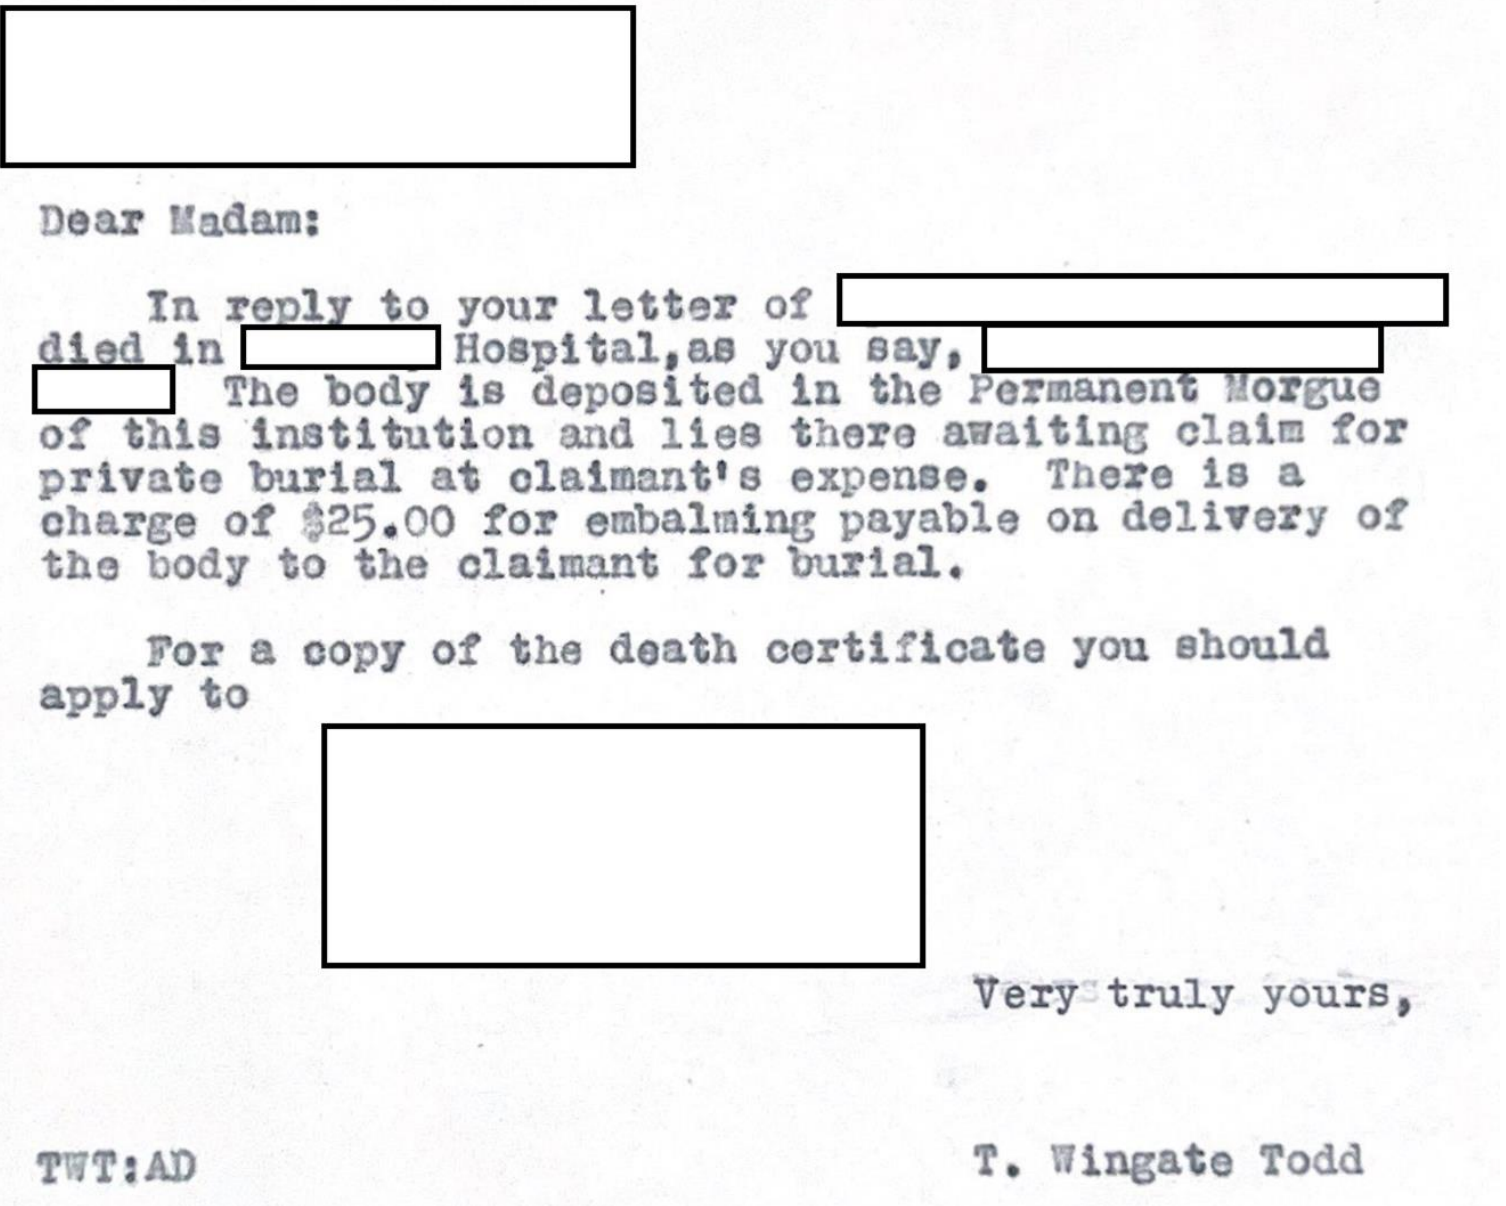 Dear Madam:
In reply to your letter of
died in Hospital,as you say,
The body is deposited in the Permanent Morgue
of this institution and lies there awaiting claim for
private burial at claimant's expense. There is a
charge of $25.00 for embalming payable on delivery of
the body to the claimant for burial.
For a copy of the death certificate you should
apply to
Very truly yours,
TWT:AD T. Wingate Todd